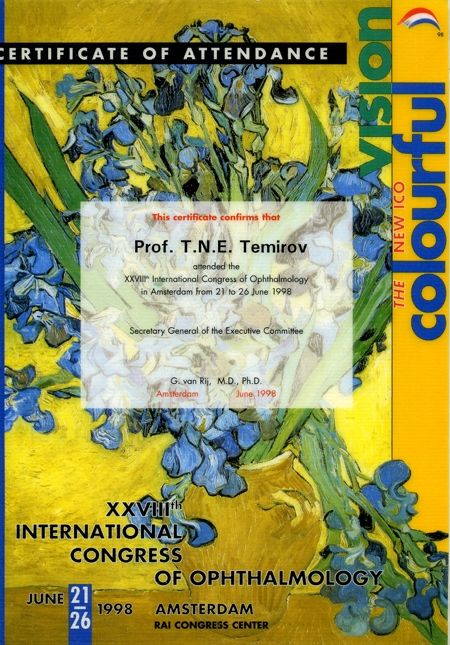 CERTIFICATE OF ATTENDANCE
98
THE NEW ICO
colourful
vision
This certificate confirms that
Prof. T.N.E. Temirov
attended the
XXVIIIth International Congress of Ophthalmology
in Amsterdam from 21 to 26 June 1998
Secretary General of the Executive Committee
G. van Rij, M.D., Ph.D.
Amsterdam June 1998
XXVIIIth
INTERNATIONAL
CONGRESS
OF OPHTHALMOLOGY
JUNE 21-26 1998 AMSTERDAM
RAI CONGRESS CENTER